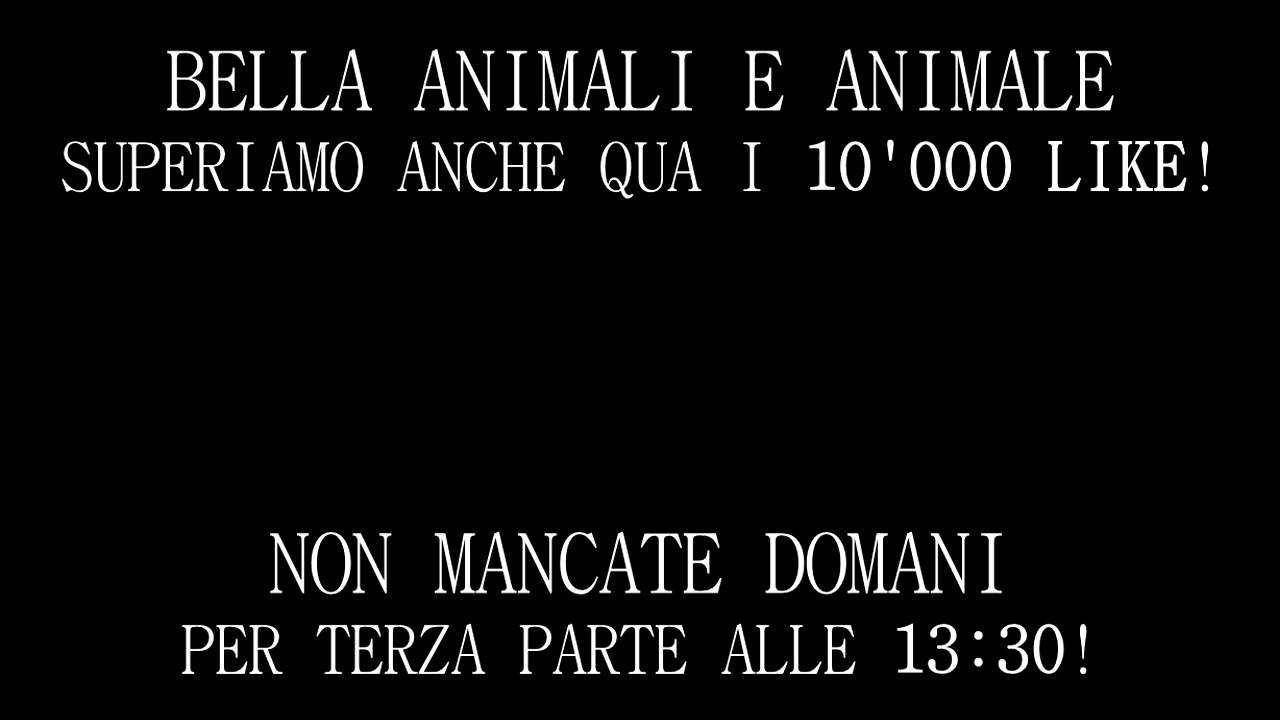 BELLA ANIMALI E ANIMALE
SUPERIAMO ANCHE QUA I 10'000 LIKE!
NON MANCATE DOMANI
PER TERZA PARTE ALLE 13:30!